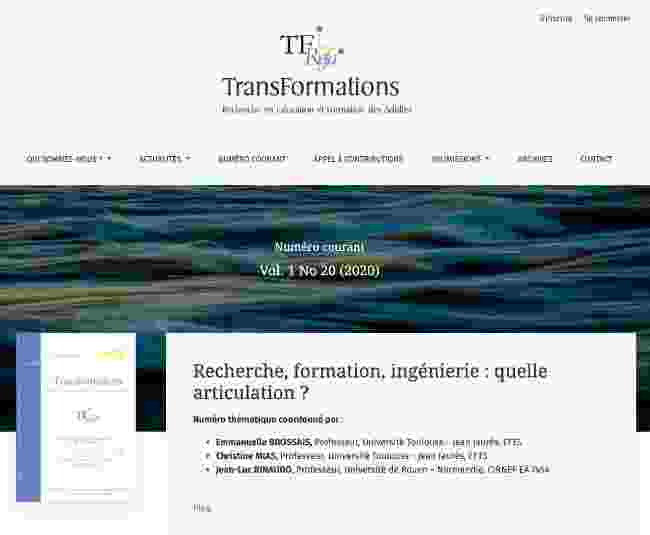 S'inscrire Se connecter
TF
Refa
TransFormations
Recherche en Education et Formation des Adultes
QUI SOMMES-NOUS ? ACTUALITÉS NUMÉRO COURANT APPEL À CONTRIBUTIONS SOUMISSIONS ARCHIVES CONTACT
Numéro courant
Vol. 1 No 20 (2020)
TransFormations
TF
Recherche, formation, ingénierie : quelle
articulation ?
Numéro thématique coordonné par :
Emmanuelle BROSSAIS, Professeur, Université Toulouse - Jean Jaurès, EFTS
Christine MIAS, Professeur, Université Toulouse - Jean Jaurès, EFTS
Jean-Luc RINAUDO, Professeur, Université de Rouen – Normandie, CIRNEF EA 7454